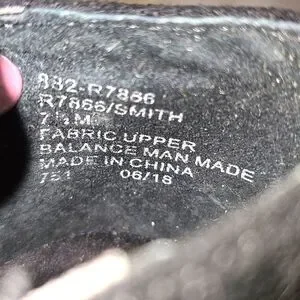 882-R7866
R7866/SMITH
7 ½ M
FABRIC UPPER
BALANCE MAN MADE
MADE IN CHINA
751 06/18